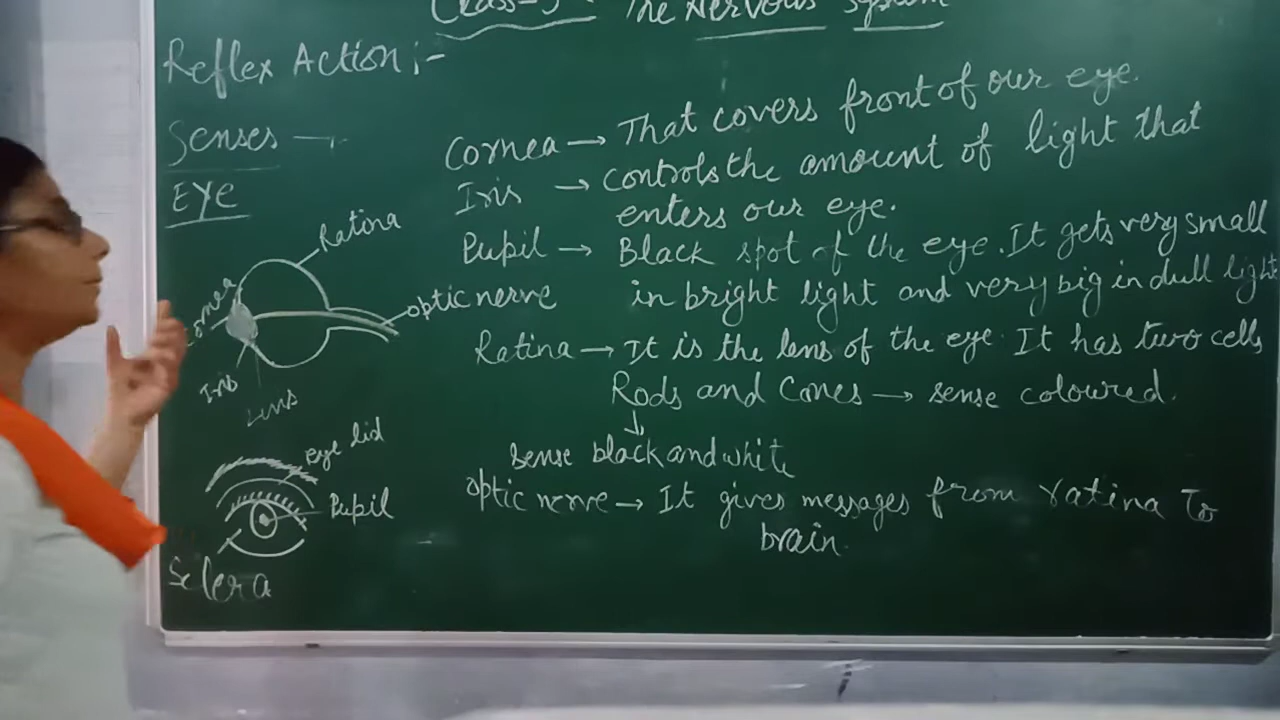 Class-5 The Nervous System
Reflex Action :-
Senses →
EYE
Cornea → That covers front of our eye.
Iris → controls the amount of light that
enters our eye.
Pupil → Black spot of the eye. It gets very small
in bright light and very big in dull light
Ratina → It is the lens of the eye. It has two cells
Rods and Cones → sense coloured.
↓
sense black and white
optic nerve → It gives messages from ratina to
brain.
Ratina
Cornea
optic nerve
Iris
Lens
eye lid
Pupil
Sclera